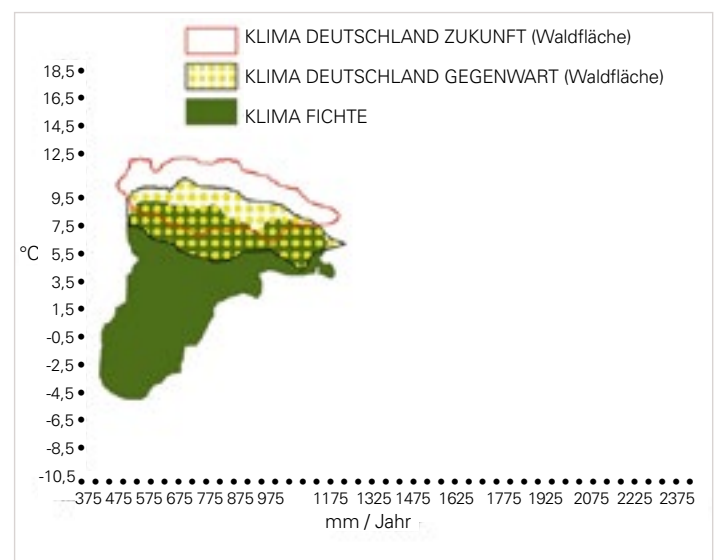 KLIMA DEUTSCHLAND ZUKUNFT (Waldfläche)
KLIMA DEUTSCHLAND GEGENWART (Waldfläche)
KLIMA FICHTE
18,5
16,5
14,5
12,5
9,5
7,5
°C 5,5
3,5
1,5
-0,5
-2,5
-4,5
-6,5
-8,5
-10,5
375 475 575 675 775 875 975 1175 1325 1475 1625 1775 1925 2075 2225 2375
mm / Jahr